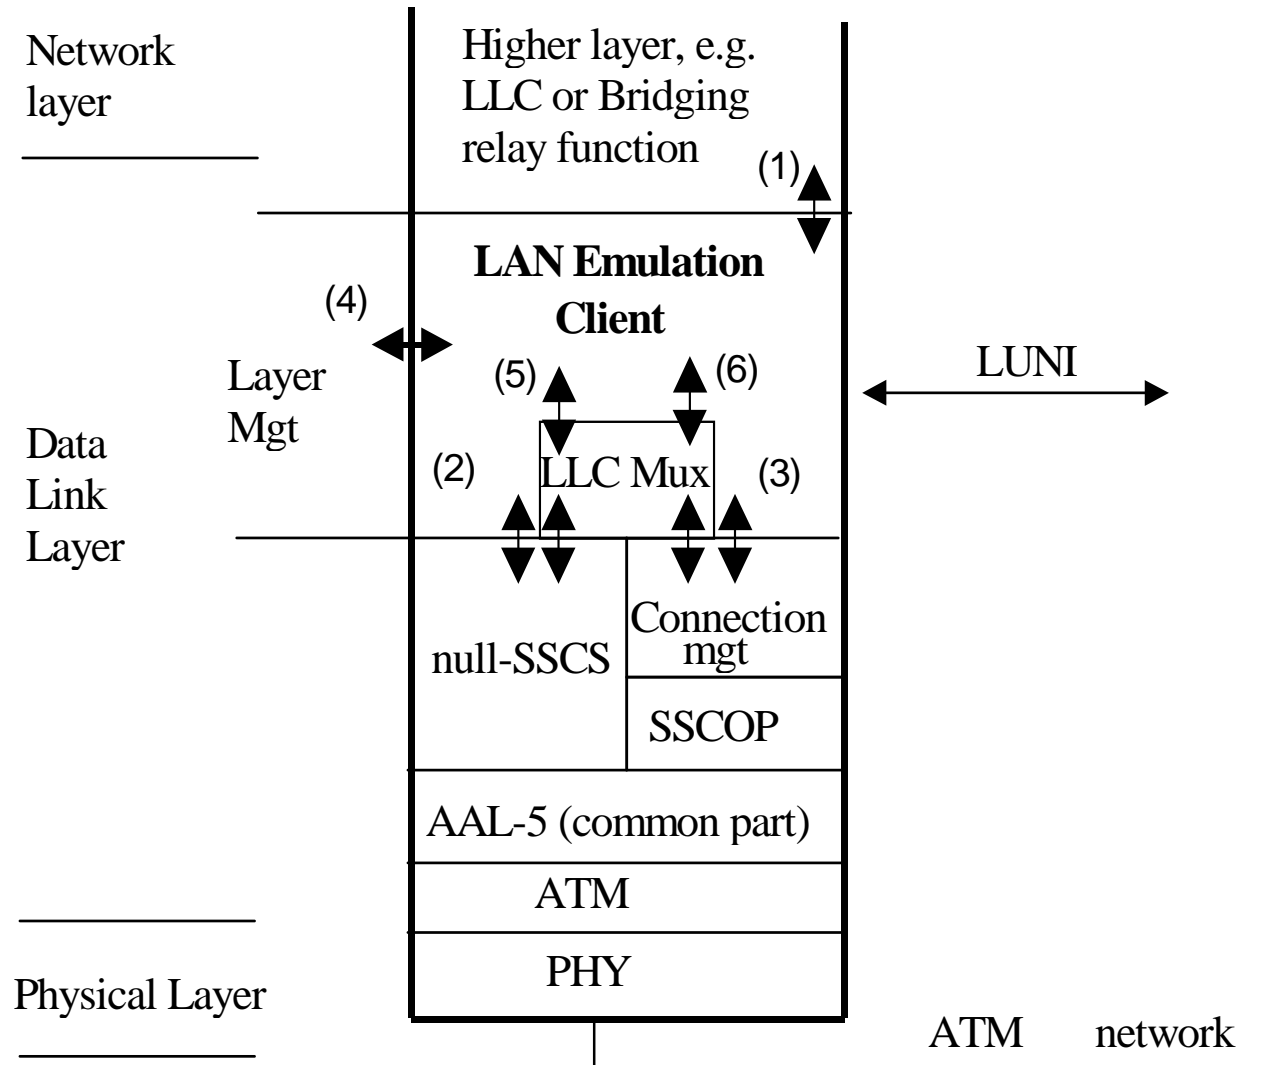 Network
layer
Higher layer, e.g.
LLC or Bridging
relay function
(1)
LAN Emulation
Client
(4)
Layer
Mgt
(5)
(6)
LUNI
Data
Link
Layer
(2)
LLC Mux
(3)
null-SSCS
Connection
mgt
SSCOP
AAL-5 (common part)
ATM
PHY
Physical Layer
ATM network